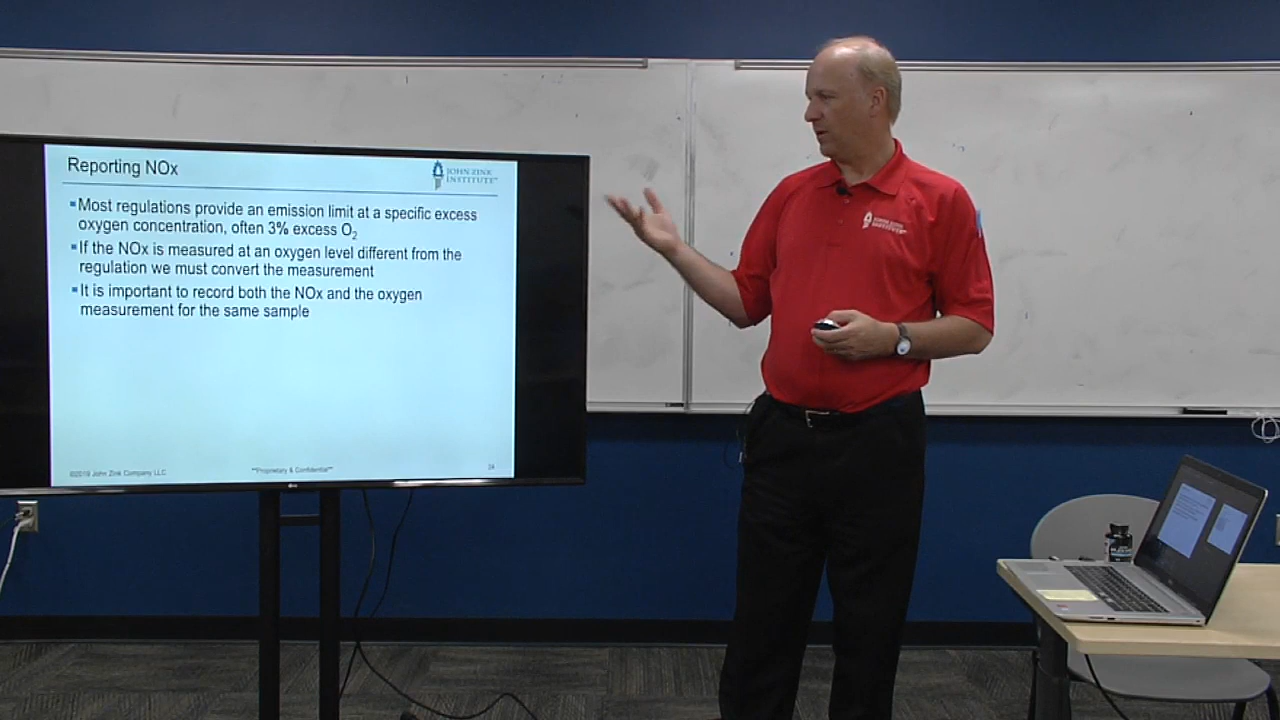 Reporting NOx
JOHN ZINK
INSTITUTE
Most regulations provide an emission limit at a specific excess
oxygen concentration, often 3% excess O2
If the NOx is measured at an oxygen level different from the
regulation we must convert the measurement
It is important to record both the NOx and the oxygen
measurement for the same sample
©2019 John Zink Company LLC
**Proprietary & Confidential**
24
LG
JOHN ZINK
INSTITUTE